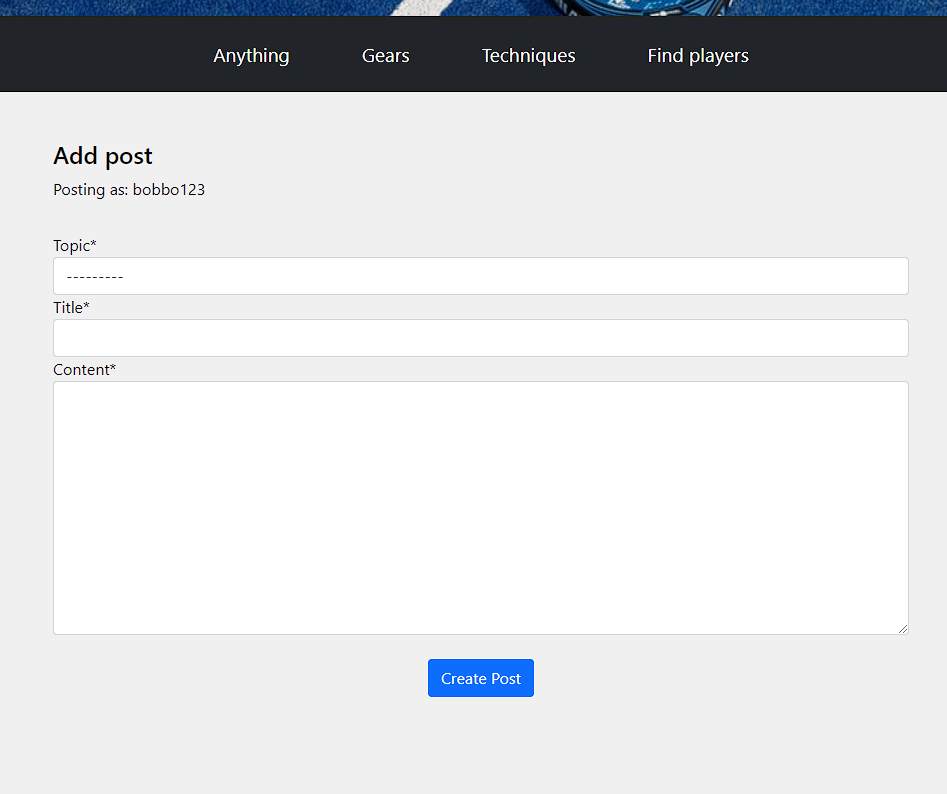 Anything Gears Techniques Find players
Add post
Posting as: bobbo123
Topic*
---------
Title*
Content*
Create Post